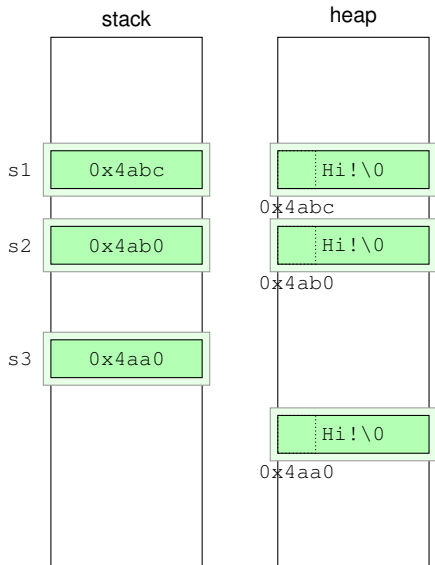 stack heap
s1 0x4abc Hi!\0
0x4abc
s2 0x4ab0 Hi!\0
0x4ab0
s3 0x4aa0
Hi!\0
0x4aa0